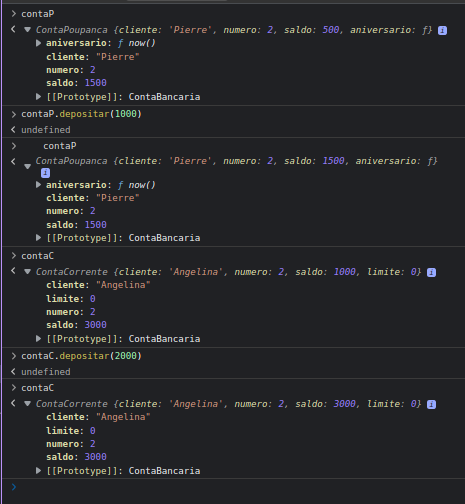 contaP
ContaPoupanca {cliente: 'Pierre', numero: 2, saldo: 500, aniversario: ƒ} i
aniversario: ƒ now()
cliente: "Pierre"
numero: 2
saldo: 1500
[[Prototype]]: ContaBancaria
contaP.depositar(1000)
undefined
contaP
ContaPoupanca {cliente: 'Pierre', numero: 2, saldo: 1500, aniversario: ƒ}
i
aniversario: ƒ now()
cliente: "Pierre"
numero: 2
saldo: 1500
[[Prototype]]: ContaBancaria
contaC
ContaCorrente {cliente: 'Angelina', numero: 2, saldo: 1000, limite: 0} i
cliente: "Angelina"
limite: 0
numero: 2
saldo: 3000
[[Prototype]]: ContaBancaria
contaC.depositar(2000)
undefined
contaC
ContaCorrente {cliente: 'Angelina', numero: 2, saldo: 3000, limite: 0} i
cliente: "Angelina"
limite: 0
numero: 2
saldo: 3000
[[Prototype]]: ContaBancaria